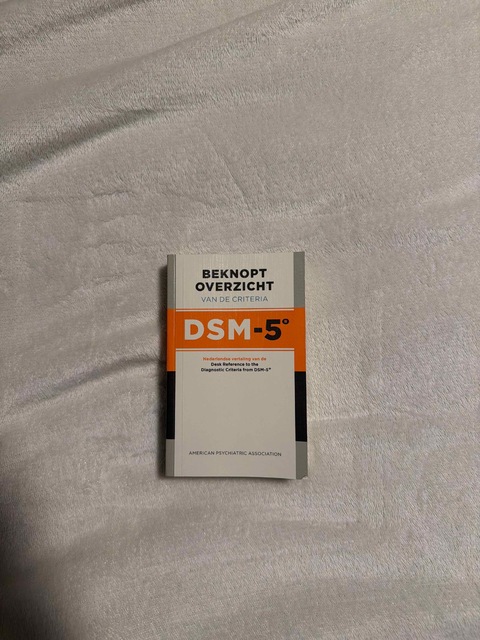 BEKNOPT
OVERZICHT
VAN DE CRITERIA
DSM-5®
Nederlandse vertaling van de
Desk Reference to the
Diagnostic Criteria from DSM-5®
AMERICAN PSYCHIATRIC ASSOCIATION